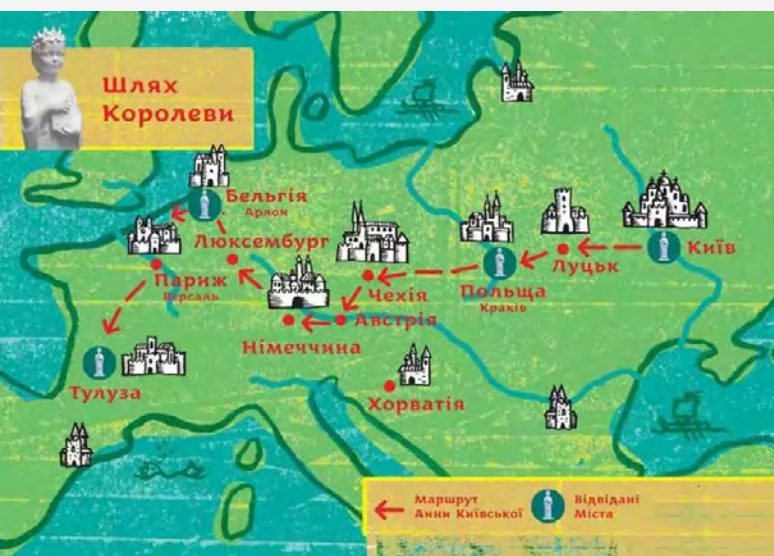 Шлях
Королеви
Бельгія
Арлон
Люксембург
Париж
Версаль
Тулуза
Німеччина
Австрія
Чехія
Хорватія
Польща
Краків
Луцьк
Київ
Маршрут
Анни Київської
Відвідані
Міста